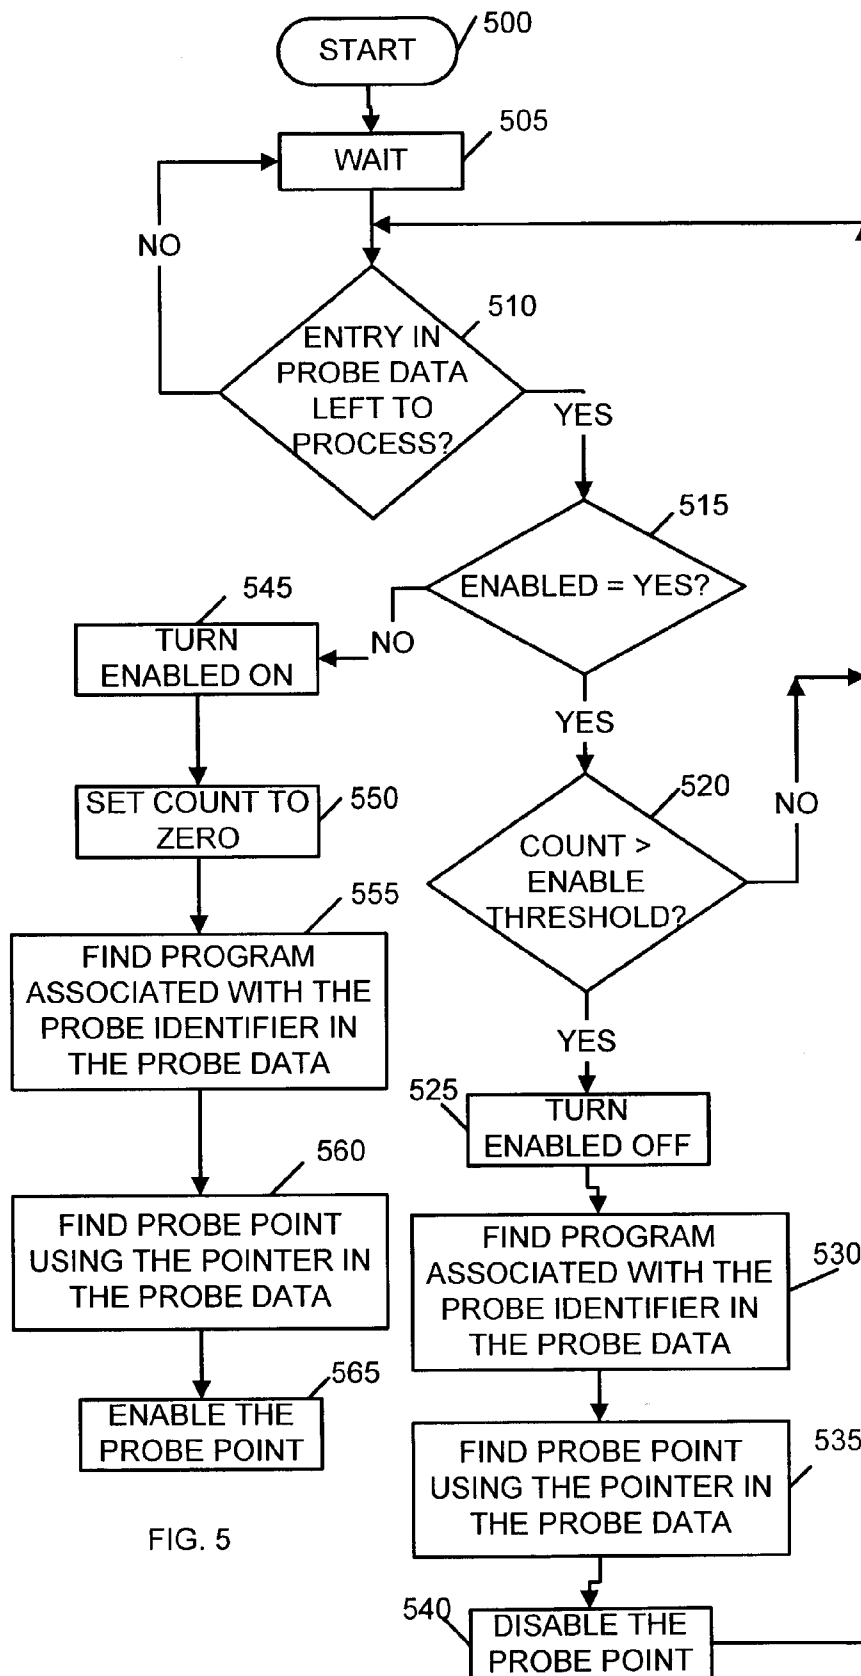 500
START
505
WAIT
NO
510
ENTRY IN
PROBE DATA
LEFT TO
PROCESS?
YES
515
ENABLED = YES?
545
NO
TURN
ENABLED ON
YES
520
NO
550
SET COUNT TO
ZERO
COUNT >
ENABLE
THRESHOLD?
555
FIND PROGRAM
ASSOCIATED WITH THE
PROBE IDENTIFIER IN
THE PROBE DATA
YES
525
TURN
ENABLED OFF
560
FIND PROBE POINT
USING THE POINTER IN
THE PROBE DATA
530
FIND PROGRAM
ASSOCIATED WITH THE
PROBE IDENTIFIER IN
THE PROBE DATA
565
ENABLE THE
PROBE POINT
535
FIND PROBE POINT
USING THE POINTER IN
THE PROBE DATA
FIG. 5
540
DISABLE THE
PROBE POINT